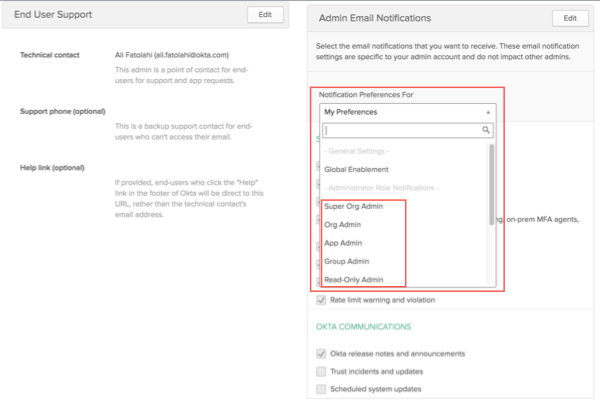 End User Support
Edit
Technical contact
Ali Fatolahi (ali.fatolahi@okta.com)
This admin is a point of contact for end-
users for support and app requests.
Support phone (optional)
This is a backup support contact for end-
users who can't access their email.
Help link (optional)
If provided, end-users who click the "Help"
link in the footer of Okta will be direct to this
URL, rather than the technical contact's
email address.
Admin Email Notifications
Edit
Select the email notifications that you want to receive. These email notification
settings are specific to your admin account and do not impact other admins.
Notification Preferences For
My Preferences
- General Settings -
Global Enablement
- Administrator Role Notifications -
Super Org Admin
on-prem MFA agents,
Org Admin
App Admin
Group Admin
Read-Only Admin
Rate limit warning and violation
OKTA COMMUNICATIONS
Okta release notes and announcements
Trust incidents and updates
Scheduled system updates